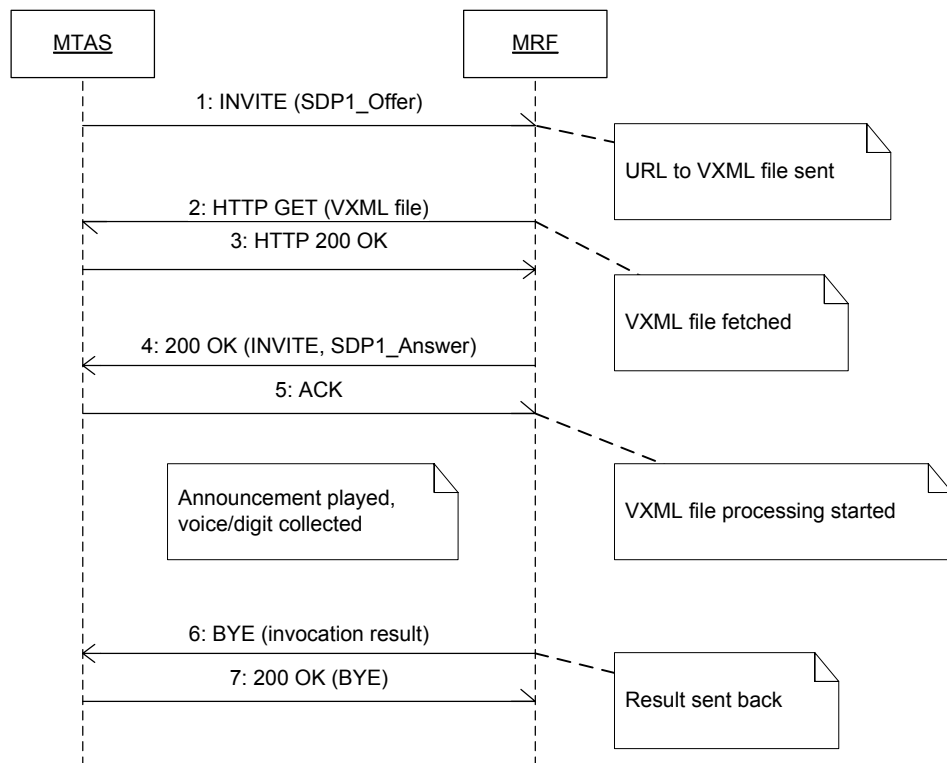 MTAS
MRF
1: INVITE (SDP1_Offer)
URL to VXML file sent
2: HTTP GET (VXML file)
3: HTTP 200 OK
VXML file fetched
4: 200 OK (INVITE, SDP1_Answer)
5: ACK
Announcement played,
voice/digit collected
VXML file processing started
6: BYE (invocation result)
7: 200 OK (BYE)
Result sent back